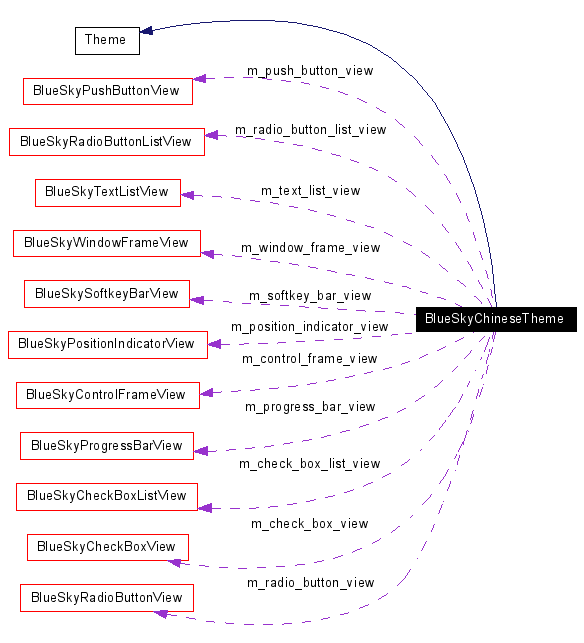 Theme
m_push_button_view
BlueSkyPushButtonView
m_radio_button_list_view
BlueSkyRadioButtonListView
m_text_list_view
BlueSkyTextListView
m_window_frame_view
BlueSkyWindowFrameView
m_softkey_bar_view
BlueSkySoftkeyBarView
BlueSkyChineseTheme
m_position_indicator_view
BlueSkyPositionIndicatorView
m_control_frame_view
BlueSkyControlFrameView
m_progress_bar_view
BlueSkyProgressBarView
m_check_box_list_view
BlueSkyCheckBoxListView
m_check_box_view
BlueSkyCheckBoxView
m_radio_button_view
BlueSkyRadioButtonView